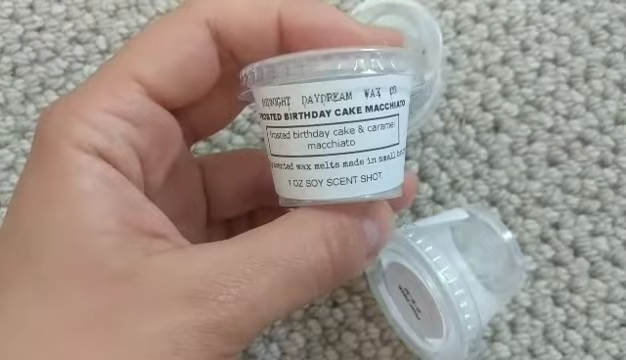 MIDNIGHT DAYDREAM WAX CO
FROSTED BIRTHDAY CAKE MACCHIATO
frosted birthday cake & caramel
macchiato
scented wax melts made in small
1 OZ SOY SCENT SHOT